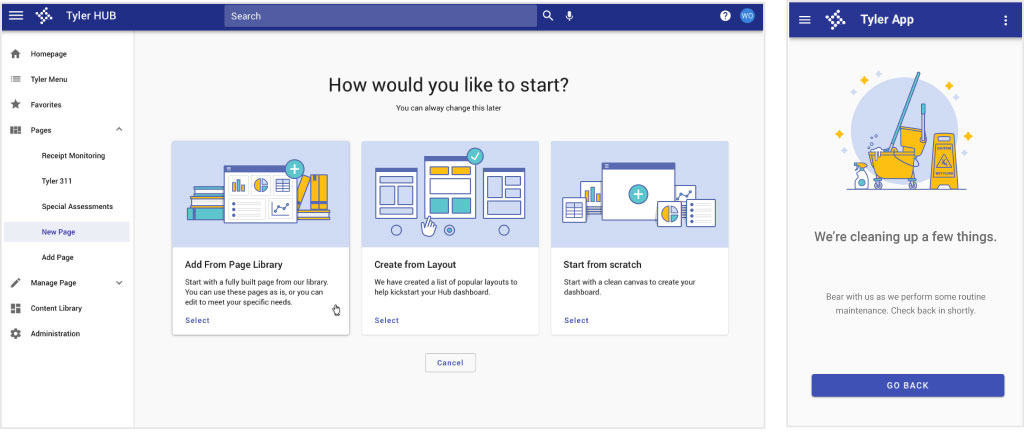 Tyler HUB
Search
WO
Homepage
Tyler Menu
Favorites
Pages
Receipt Monitoring
Tyler 311
Special Assessments
New Page
Add Page
Manage Page
Content Library
Administration
How would you like to start?
You can alway change this later
Add From Page Library
Start with a fully built page from our library.
You can use these pages as is, or you can
edit to meet your specific needs.
Select
Create from Layout
We have created a list of popular layouts to
help kickstart your Hub dashboard.
Select
Start from scratch
Start with a clean canvas to create your
dashboard.
Select
Cancel
Tyler App
We're cleaning up a few things.
Bear with us as we perform some routine
maintenance. Check back in shortly.
GO BACK